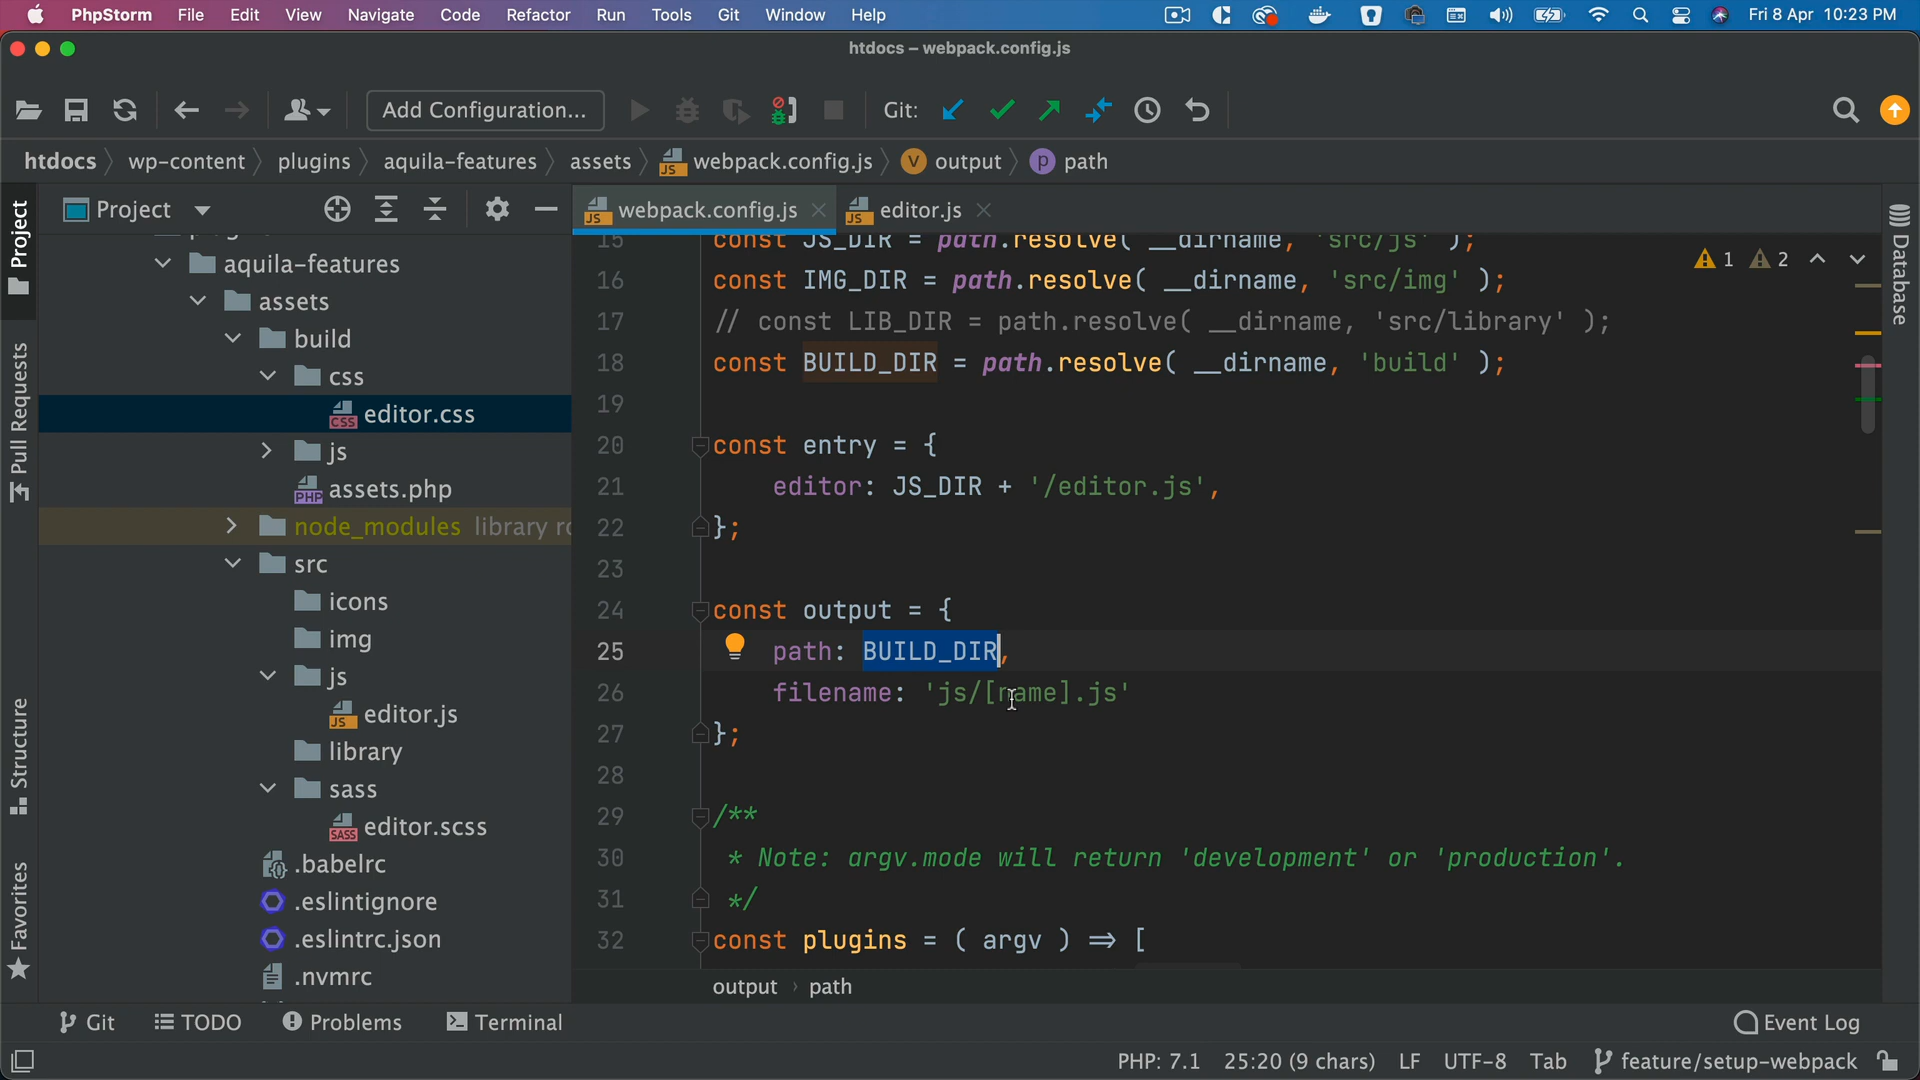 PhpStorm File Edit View Navigate Code Refactor Run Tools Git Window Help Fri 8 Apr 10:23 PM
htdocs – webpack.config.js
Add Configuration... Git:
htdocs wp-content plugins aquila-features assets webpack.config.js output path
Project webpack.config.js editor.js
Project
Pull Requests
Structure
Favorites
Database
aquila-features
assets
build
css
editor.css
js
assets.php
node_modules library ro
src
icons
img
js
editor.js
library
sass
editor.scss
.babelrc
.eslintignore
.eslintrc.json
.nvmrc
1 2
15 const JS_DIR = path.resolve( __dirname, 'src/js' );
16 const IMG_DIR = path.resolve( __dirname, 'src/img' );
17 // const LIB_DIR = path.resolve( __dirname, 'src/library' );
18 const BUILD_DIR = path.resolve( __dirname, 'build' );
19
20 const entry = {
21 editor: JS_DIR + '/editor.js',
22 };
23
24 const output = {
25 path: BUILD_DIR,
26 filename: 'js/[name].js'
27 };
28
29 /**
30 * Note: argv.mode will return 'development' or 'production'.
31 */
32 const plugins = ( argv ) => [
output › path
Git TODO Problems Terminal Event Log
PHP: 7.1 25:20 (9 chars) LF UTF-8 Tab feature/setup-webpack